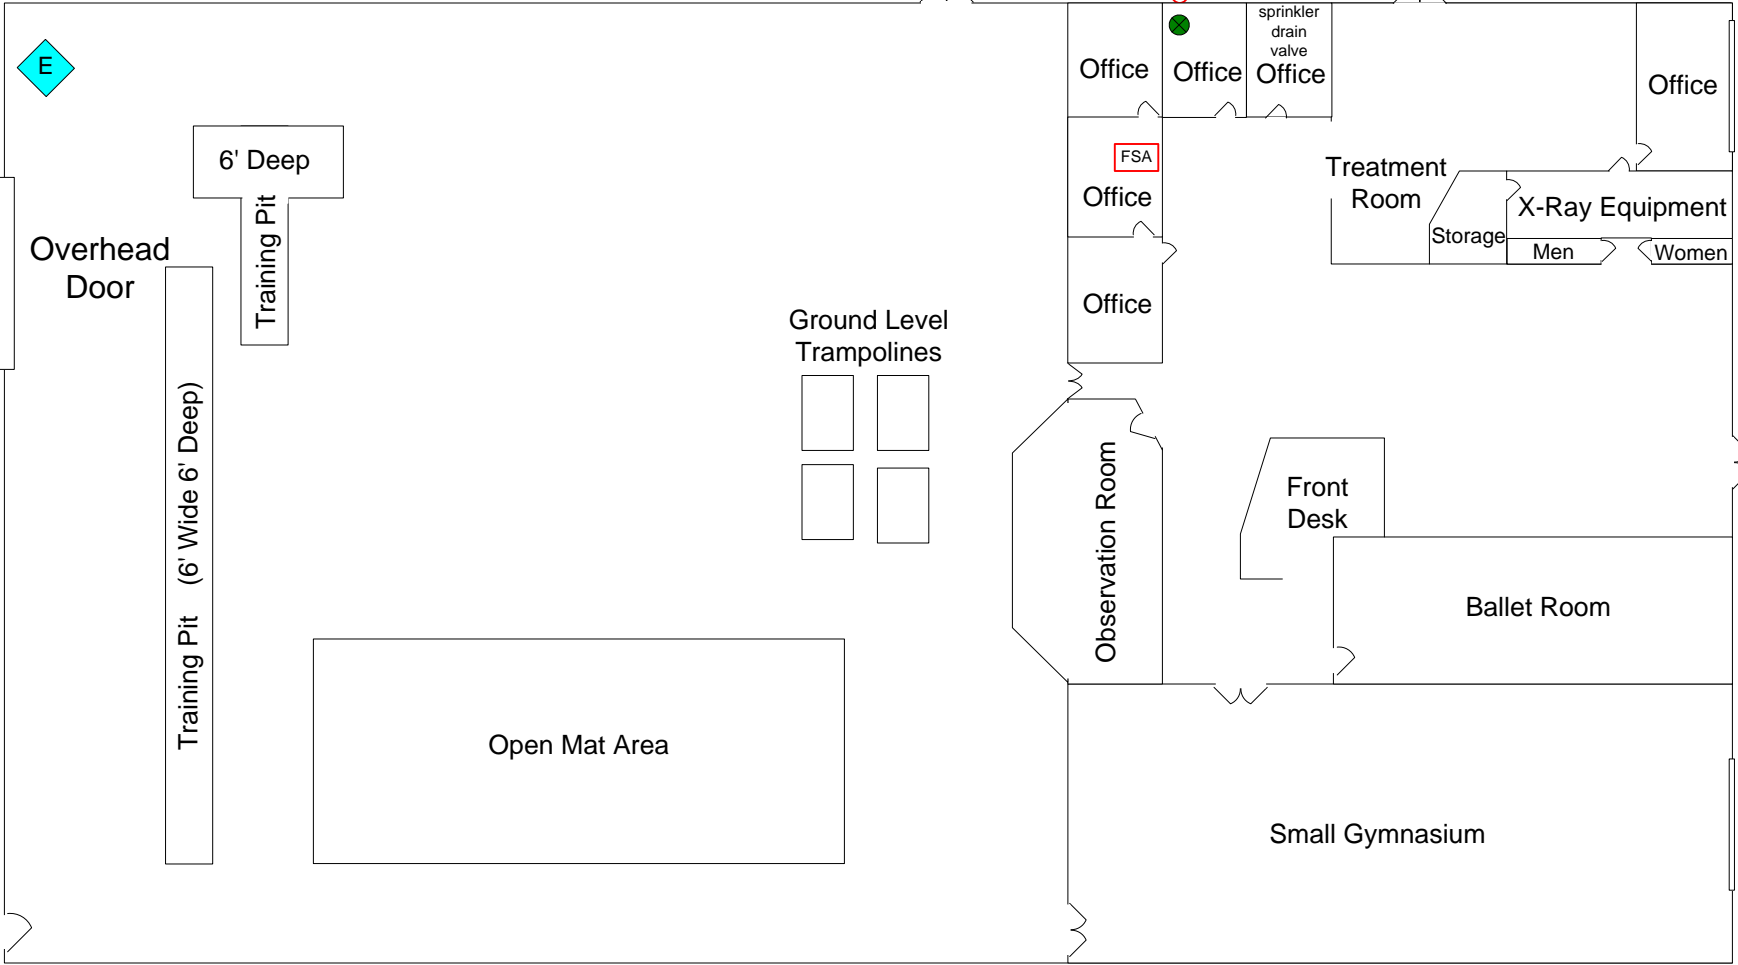 sprinkler
drain
valve
E
Office
Office
Office
Office
6' Deep
FSA
Office
Treatment
Room
X-Ray Equipment
Storage
Men
Women
Training Pit
Overhead
Door
Office
Ground Level
Trampolines
Training Pit (6' Wide 6' Deep)
Observation Room
Front
Desk
Ballet Room
Open Mat Area
Small Gymnasium